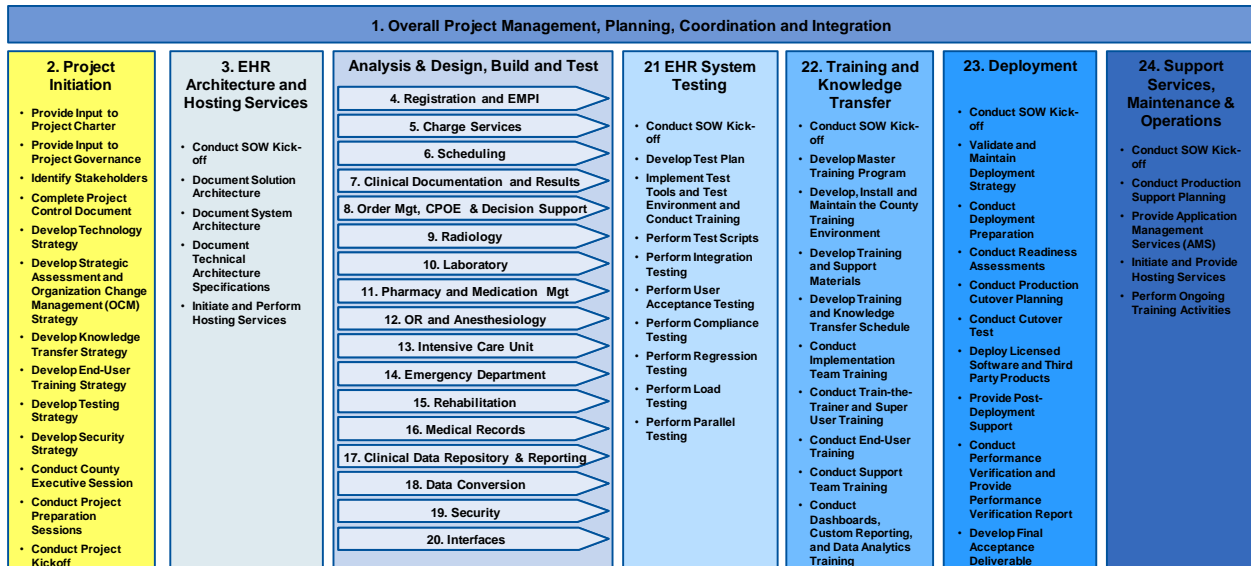 1. Overall Project Management, Planning, Coordination and Integration
2. Project
Initiation
• Provide Input to
Project Charter
• Provide Input to
Project Governance
• Identify Stakeholders
• Complete Project
Control Document
• Develop Technology
Strategy
• Develop Strategic
Assessment and
Organization Change
Management (OCM)
Strategy
• Develop Knowledge
Transfer Strategy
• Develop End-User
Training Strategy
• Develop Testing
Strategy
• Develop Security
Strategy
• Conduct County
Executive Session
• Conduct Project
Preparation
Sessions
• Conduct Project
Kickoff
3. EHR
Architecture and
Hosting Services
• Conduct SOW Kick-
off
• Document Solution
Architecture
• Document System
Architecture
• Document
Technical
Architecture
Specifications
• Initiate and Perform
Hosting Services
Analysis & Design, Build and Test
4. Registration and EMPI
5. Charge Services
6. Scheduling
7. Clinical Documentation and Results
8. Order Mgt, CPOE & Decision Support
9. Radiology
10. Laboratory
11. Pharmacy and Medication Mgt
12. OR and Anesthesiology
13. Intensive Care Unit
14. Emergency Department
15. Rehabilitation
16. Medical Records
17. Clinical Data Repository & Reporting
18. Data Conversion
19. Security
20. Interfaces
21 EHR System
Testing
• Conduct SOW Kick-
off
• Develop Test Plan
• Implement Test
Tools and Test
Environment and
Conduct Training
• Perform Test Scripts
• Perform Integration
Testing
• Perform User
Acceptance Testing
• Perform Compliance
Testing
• Perform Regression
Testing
• Perform Load
Testing
• Perform Parallel
Testing
22. Training and
Knowledge
Transfer
• Conduct SOW Kick-
off
• Develop Master
Training Program
• Develop, Install and
Maintain the County
Training
Environment
• Develop Training
and Support
Materials
• Develop Training
and Knowledge
Transfer Schedule
• Conduct
Implementation
Team Training
• Conduct Train-the-
Trainer and Super
User Training
• Conduct End-User
Training
• Conduct Support
Team Training
• Conduct
Dashboards,
Custom Reporting,
and Data Analytics
Training
23. Deployment
• Conduct SOW Kick-
off
• Validate and
Maintain
Deployment
Strategy
• Conduct
Deployment
Preparation
• Conduct Readiness
Assessments
• Conduct Production
Cutover Planning
• Conduct Cutover
Test
• Deploy Licensed
Software and Third
Party Products
• Provide Post-
Deployment
Support
• Conduct
Performance
Verification and
Provide
Performance
Verification Report
• Develop Final
Acceptance
Deliverable
24. Support
Services,
Maintenance &
Operations
• Conduct SOW Kick-
off
• Conduct Production
Support Planning
• Provide Application
Management
Services (AMS)
• Initiate and Provide
Hosting Services
• Perform Ongoing
Training Activities